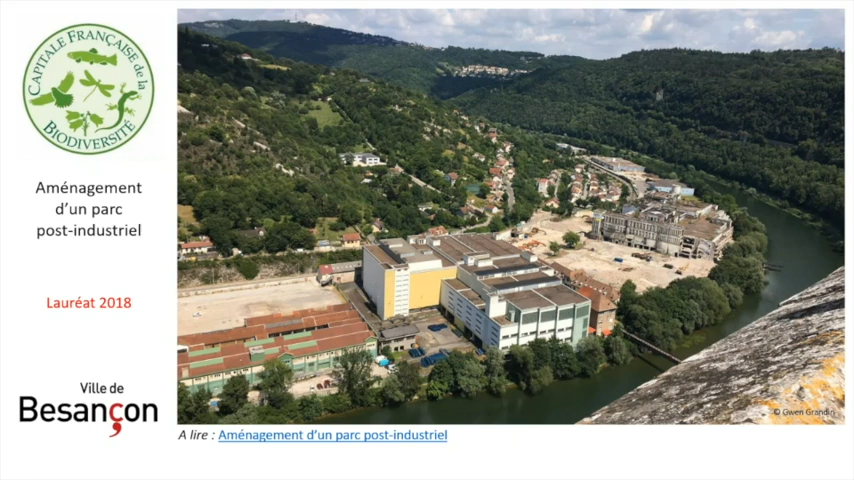 CAPITALE FRANÇAISE de la
BIODIVERSITÉ
Aménagement
d'un parc
post-industriel
Lauréat 2018
Ville de
Besançon
© Gwen Grandin
A lire : Aménagement d'un parc post-industriel